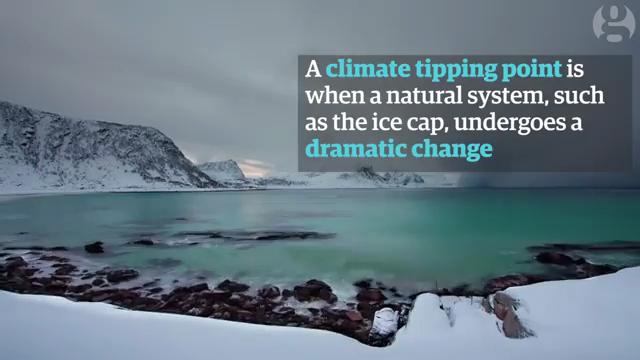 A climate tipping point is
when a natural system, such
as the ice cap, undergoes a
dramatic change